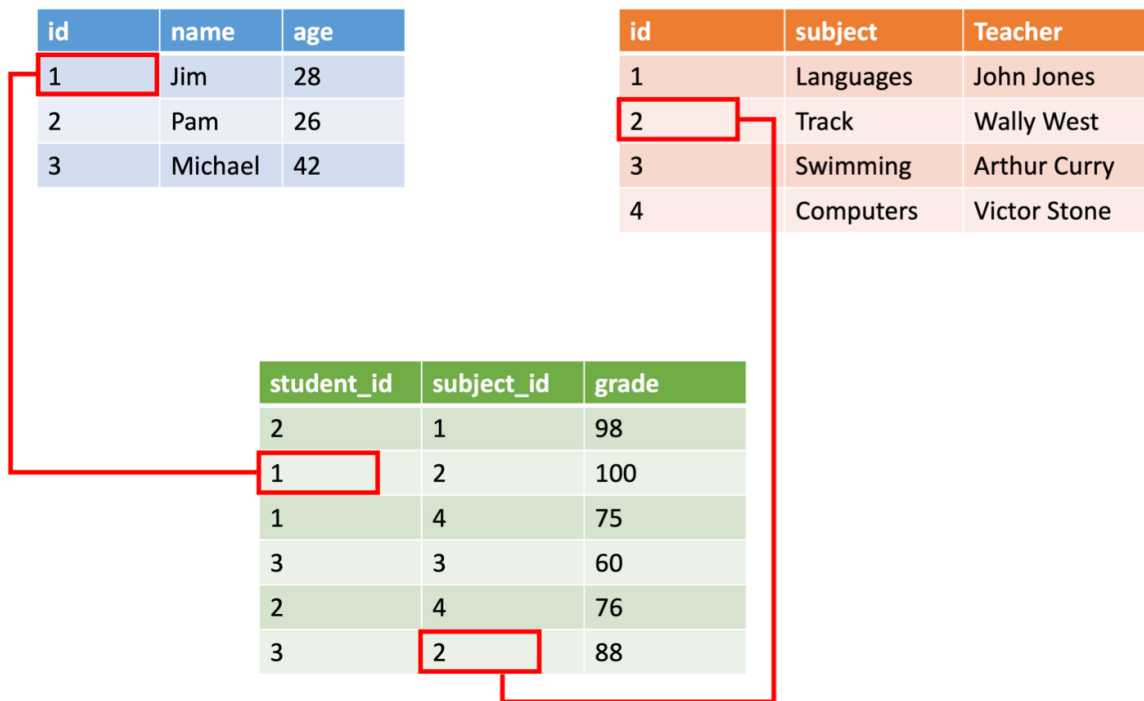 id name age
1 Jim 28
2 Pam 26
3 Michael 42
id subject Teacher
1 Languages John Jones
2 Track Wally West
3 Swimming Arthur Curry
4 Computers Victor Stone
student_id subject_id grade
2 1 98
1 2 100
1 4 75
3 3 60
2 4 76
3 2 88